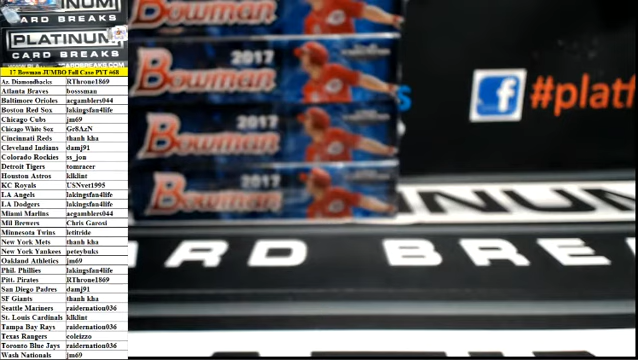 PLATINUM
CARD BREAKS
17 Bowman JUMBO Full Case PYT #68
Az. Diamondbacks RThrone1869
Atlanta Braves bosssman
Baltimore Orioles acgamblers044
Boston Red Sox lakingsfan4life
Chicago Cubs jm69
Chicago White Sox Gr8AzN
Cincinnati Reds thanh kha
Cleveland Indians damj91
Colorado Rockies ss_jon
Detroit Tigers tomracer
Houston Astros klklint
KC Royals USNvet1995
LA Angels lakingsfan4life
LA Dodgers lakingsfan4life
Miami Marlins acgamblers044
Mil Brewers Chris Garosi
Minnesota Twins letitride
New York Mets thanh kha
New York Yankees peteybuks
Oakland Athletics jm69
Phil. Phillies lakingsfan4life
Pitt. Pirates RThrone1869
San Diego Padres damj91
SF Giants thanh kha
Seattle Mariners raidernation036
St. Louis Cardinals klklint
Tampa Bay Rays raidernation036
Texas Rangers coleizzo
Toronto Blue Jays raidernation036
Wash Nationals jm69
Bowman
2017
Bowman
2017
Bowman
2017
Bowman
f #plati
NUM
ARD BRE